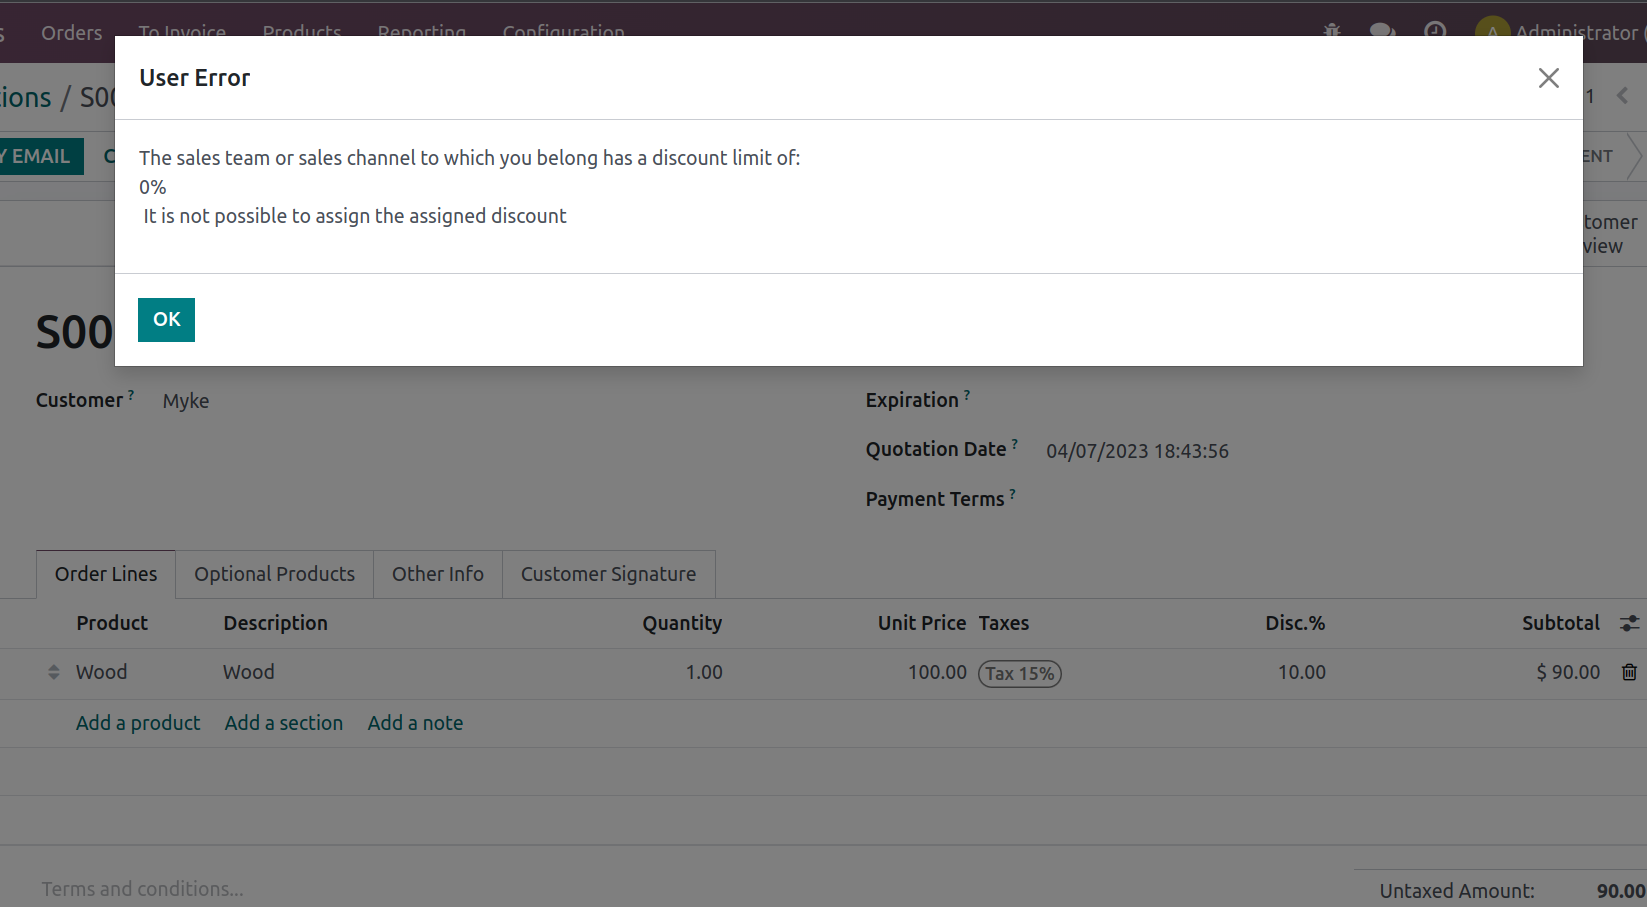 S Orders To Invoice Products Reporting Configuration A Administrator (
User Error
ions / S00 1
Y EMAIL C ENT
The sales team or sales channel to which you belong has a discount limit of:
0%
It is not possible to assign the assigned discount
tomer
view
OK
S00
Customer ? Myke
Expiration ?
Quotation Date ? 04/07/2023 18:43:56
Payment Terms ?
Order Lines Optional Products Other Info Customer Signature
Product Description Quantity Unit Price Taxes Disc.% Subtotal
Wood Wood 1.00 100.00 Tax 15% 10.00 $ 90.00
Add a product Add a section Add a note
Terms and conditions...
Untaxed Amount: 90.00